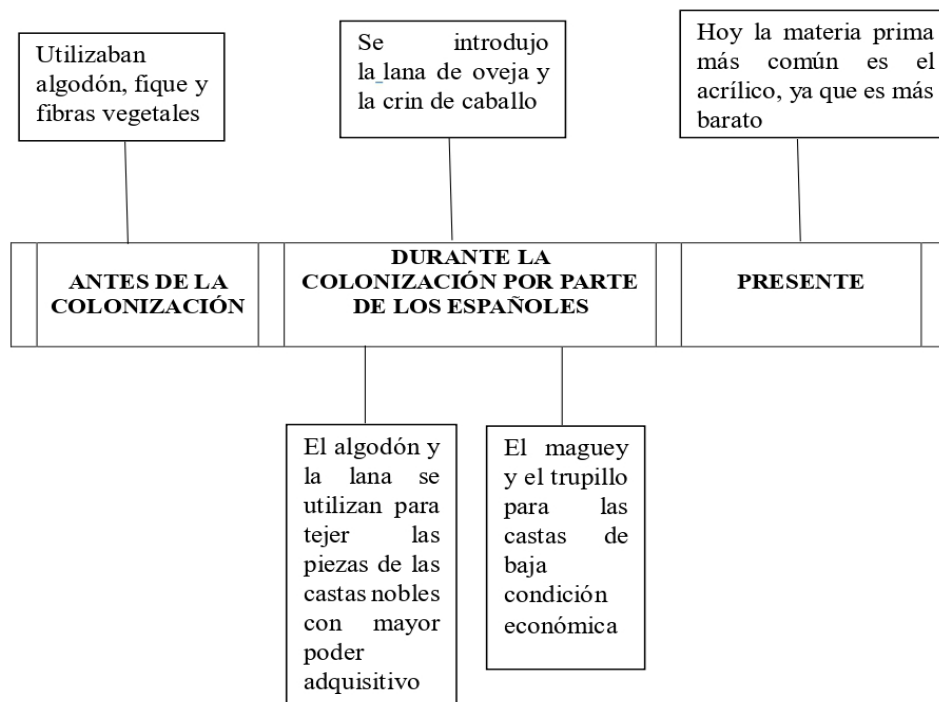 Utilizaban
algodón, fique y
fibras vegetales
Se introdujo
la lana de oveja y
la crin de caballo
Hoy la materia prima
más común es el
acrílico, ya que es más
barato
ANTES DE LA
COLONIZACIÓN
DURANTE LA
COLONIZACIÓN POR PARTE
DE LOS ESPAÑOLES
PRESENTE
El algodón y
la lana se
utilizan para
tejer las
piezas de las
castas nobles
con mayor
poder
adquisitivo
El maguey
y el trupillo
para las
castas de
baja
condición
económica